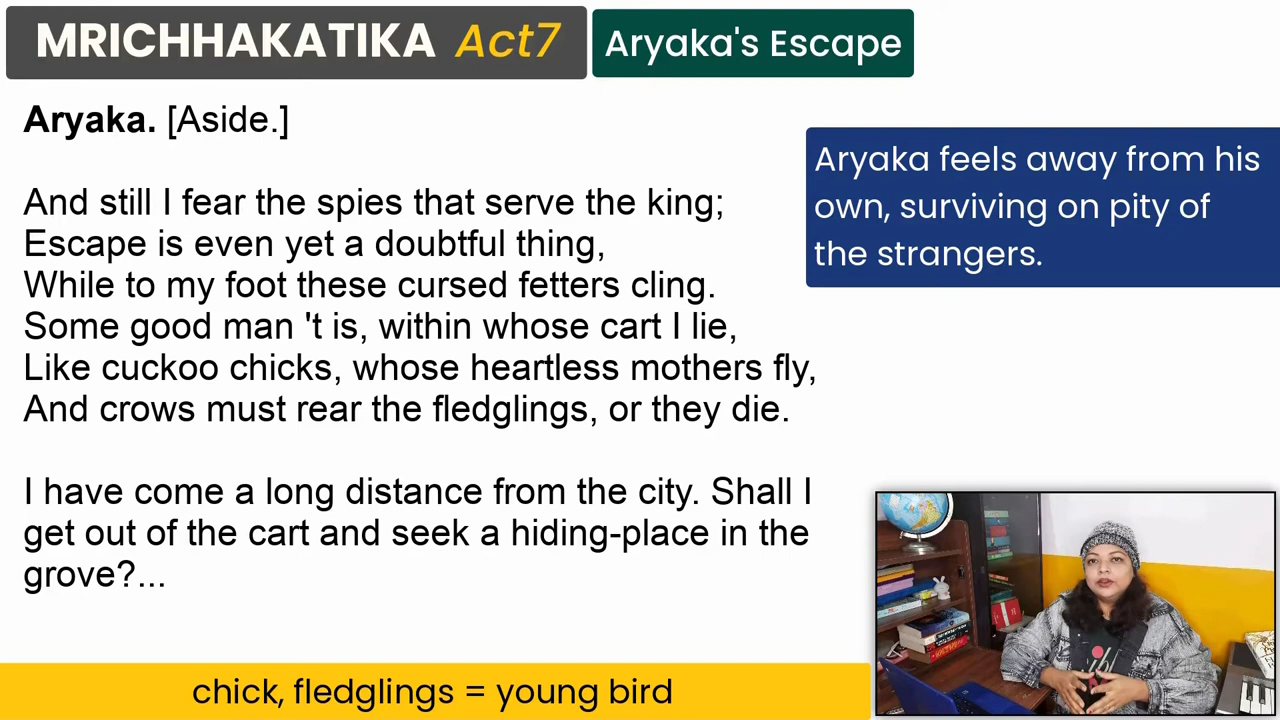 MRICHHAKATIKA Act7
Aryaka's Escape
Aryaka. [Aside.]
And still I fear the spies that serve the king;
Escape is even yet a doubtful thing,
While to my foot these cursed fetters cling.
Some good man 't is, within whose cart I lie,
Like cuckoo chicks, whose heartless mothers fly,
And crows must rear the fledglings, or they die.
I have come a long distance from the city. Shall I
get out of the cart and seek a hiding-place in the
grove?...
Aryaka feels away from his
own, surviving on pity of
the strangers.
chick, fledglings = young bird